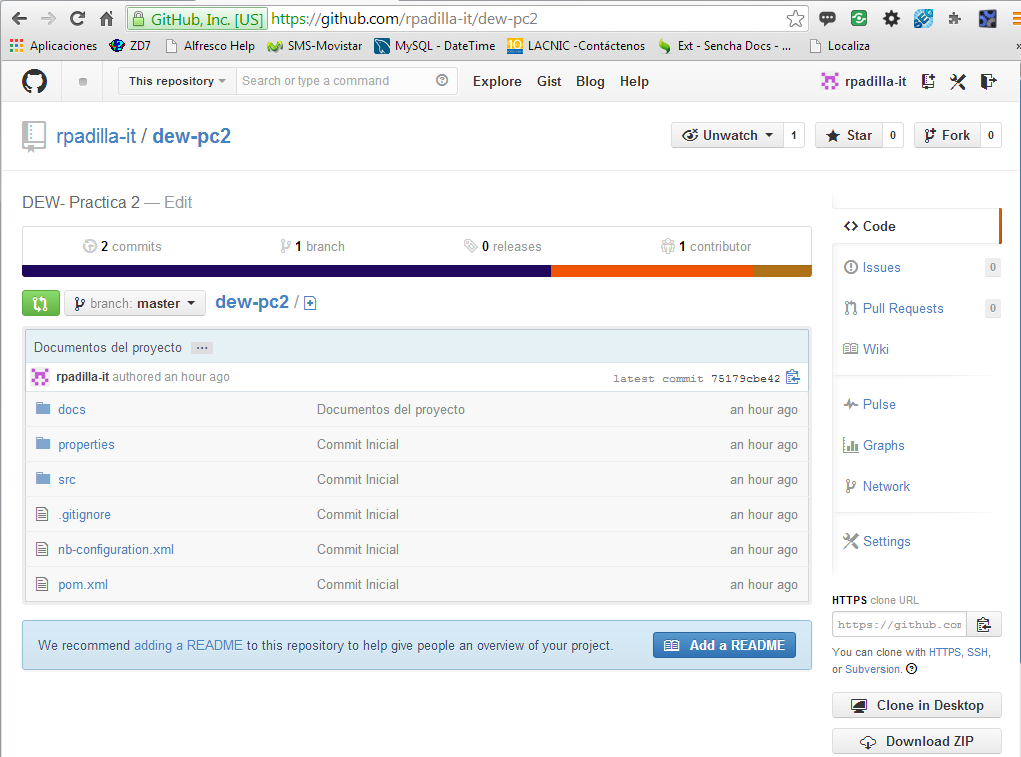 GitHub, Inc. [US] https://github.com/rpadilla-it/dew-pc2
Aplicaciones ZD7 Alfresco Help SMS-Movistar MySQL - DateTime 10 LACNIC -Contáctenos Ext - Sencha Docs - ... Localiza »
This repository Search or type a command Explore Gist Blog Help rpadilla-it
rpadilla-it / dew-pc2 Unwatch 1 Star 0 Fork 0
DEW- Practica 2 — Edit
2 commits 1 branch 0 releases 1 contributor
branch: master dew-pc2 /
Documentos del proyecto ...
rpadilla-it authored an hour ago latest commit 75179cbe42
docs Documentos del proyecto an hour ago
properties Commit Inicial an hour ago
src Commit Inicial an hour ago
.gitignore Commit Inicial an hour ago
nb-configuration.xml Commit Inicial an hour ago
pom.xml Commit Inicial an hour ago
We recommend adding a README to this repository to help give people an overview of your project. Add a README
Code
Issues 0
Pull Requests 0
Wiki
Pulse
Graphs
Network
Settings
HTTPS clone URL
https://github.com
You can clone with HTTPS, SSH,
or Subversion.
Clone in Desktop
Download ZIP